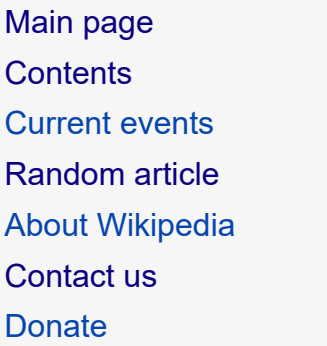 Main page
Contents
Current events
Random article
About Wikipedia
Contact us
Donate